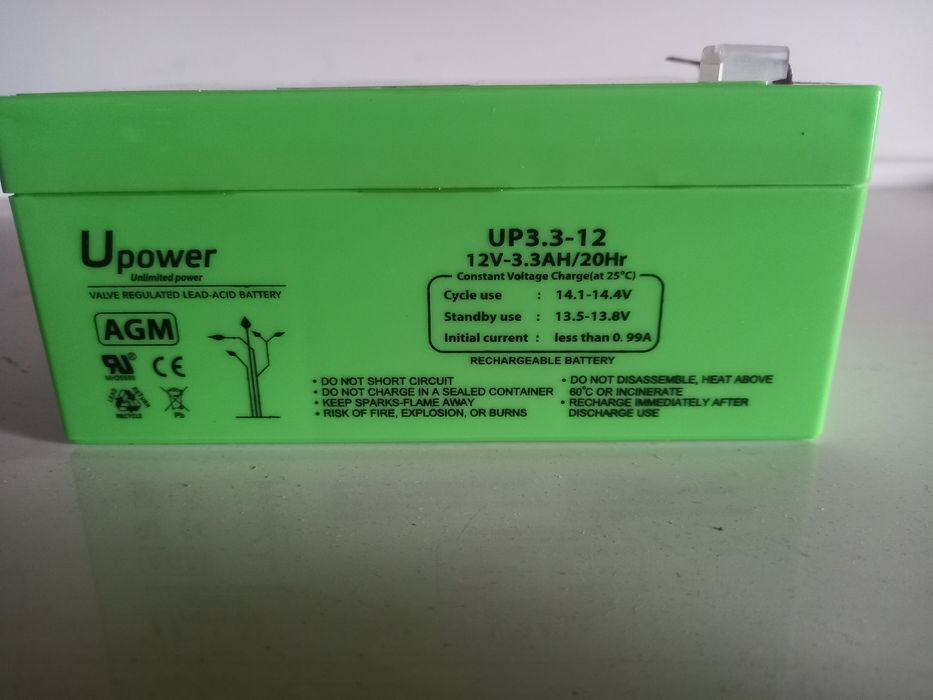 Upower
Unlimited power
VALVE REGULATED LEAD-ACID BATTERY
AGM
RU®
CE
RECYCLE
Pb
UP3.3-12
12V-3.3AH/20Hr
Constant Voltage Charge(at 25°C)
Cycle use : 14.1-14.4V
Standby use : 13.5-13.8V
Initial current : less than 0.99A
RECHARGEABLE BATTERY
• DO NOT SHORT CIRCUIT
• DO NOT CHARGE IN A SEALED CONTAINER
• KEEP SPARKS-FLAME AWAY
• RISK OF FIRE, EXPLOSION, OR BURNS
• DO NOT DISASSEMBLE, HEAT ABOVE
60°C OR INCINERATE
• RECHARGE IMMEDIATELY AFTER
DISCHARGE USE